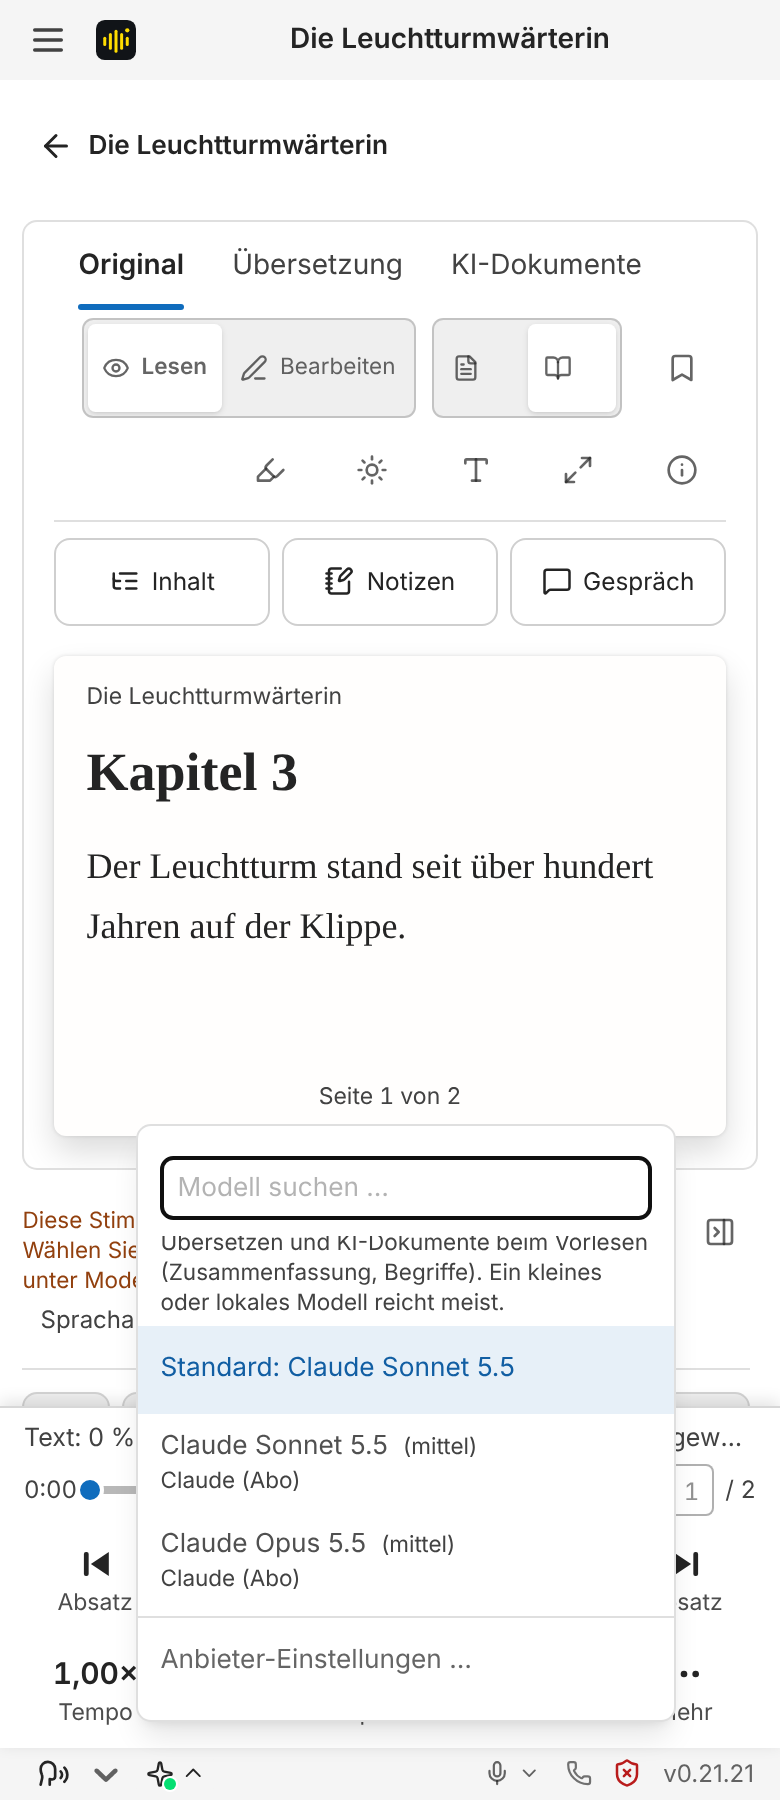 Die Leuchtturmwärterin
Die Leuchtturmwärterin
Original Übersetzung KI-Dokumente
Lesen Bearbeiten
Inhalt Notizen Gespräch
Die Leuchtturmwärterin
Kapitel 3
Der Leuchtturm stand seit über hundert
Jahren auf der Klippe.
Seite 1 von 2
Modell suchen ...
Diese Stim
Wählen Sie
unter Mode
Spracha
Übersetzen und KI-Dokumente beim Vorlesen
(Zusammenfassung, Begriffe). Ein kleines
oder lokales Modell reicht meist.
Standard: Claude Sonnet 5.5
Claude Sonnet 5.5 (mittel)
Claude (Abo)
Claude Opus 5.5 (mittel)
Claude (Abo)
Anbieter-Einstellungen ...
Text: 0 % gew...
0:00 1 / 2
Absatz satz
1,00×
Tempo ehr
v0.21.21